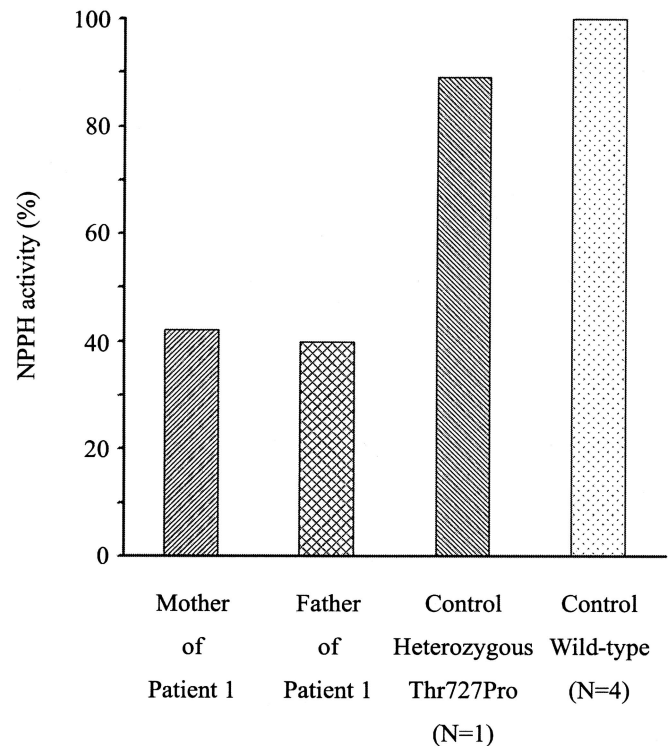 NPPH activity (%)
100
80
60
40
20
0
Mother
of
Patient 1
Father
of
Patient 1
Control
Heterozygous
Thr727Pro
(N=1)
Control
Wild-type
(N=4)